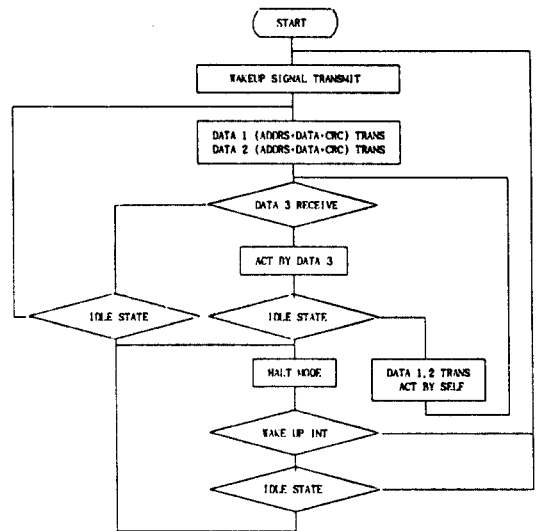 START
WAKEUP SIGNAL TRANSMIT
DATA 1 (ADDRS+DATA+CRC) TRANS
DATA 2 (ADDRS+DATA+CRC) TRANS
DATA 3 RECEIVE
ACT BY DATA 3
IDLE STATE
IDLE STATE
HALT MODE
DATA 1,2 TRANS
ACT BY SELF
WAKE UP INT
IDLE STATE